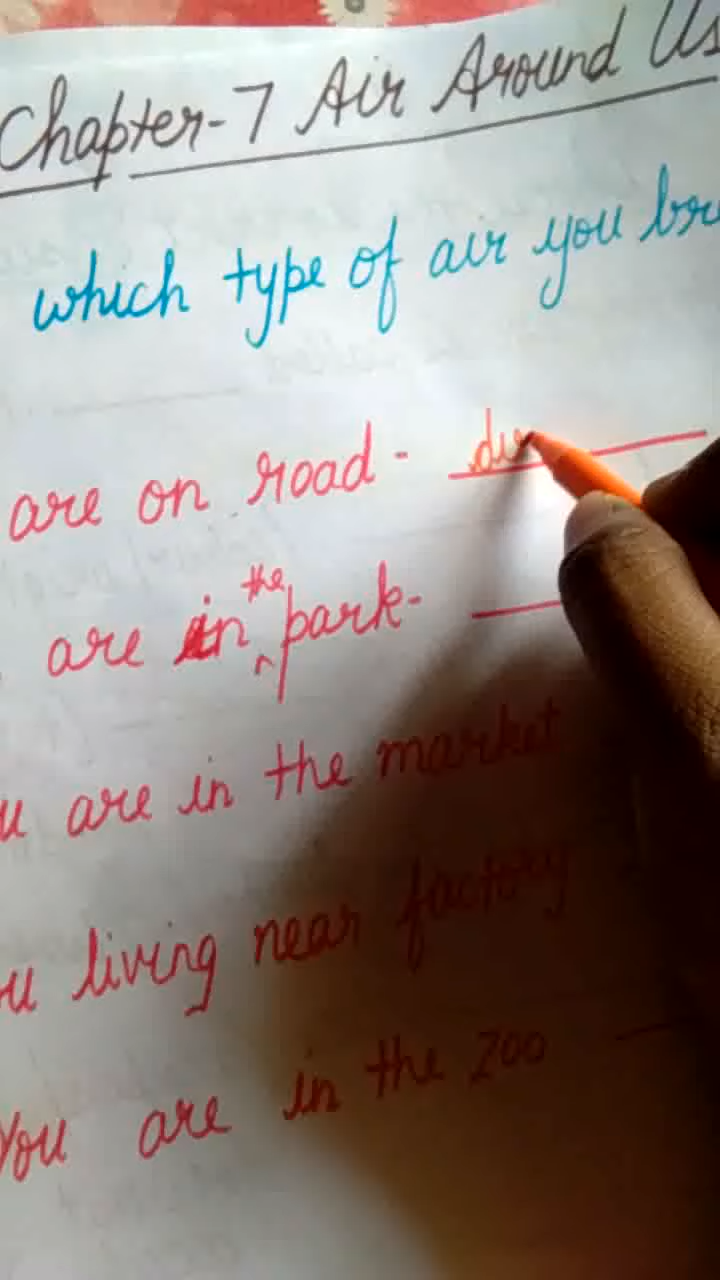 Chapter-7 Air Around Us
which type of air you
are on road -
are in the park-
are in the market
living near factory
You are in the Zoo